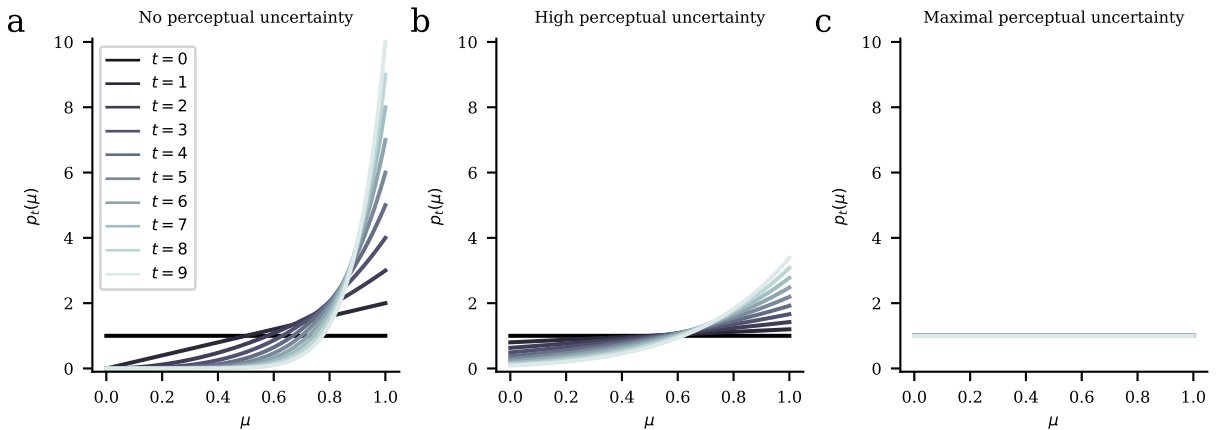 a
No perceptual uncertainty
10
8
6
4
2
0
p_t(μ)
t = 0
t = 1
t = 2
t = 3
t = 4
t = 5
t = 6
t = 7
t = 8
t = 9
0.0 0.2 0.4 0.6 0.8 1.0
μ
b
High perceptual uncertainty
10
8
6
4
2
0
p_t(μ)
0.0 0.2 0.4 0.6 0.8 1.0
μ
c
Maximal perceptual uncertainty
10
8
6
4
2
0
p_t(μ)
0.0 0.2 0.4 0.6 0.8 1.0
μ